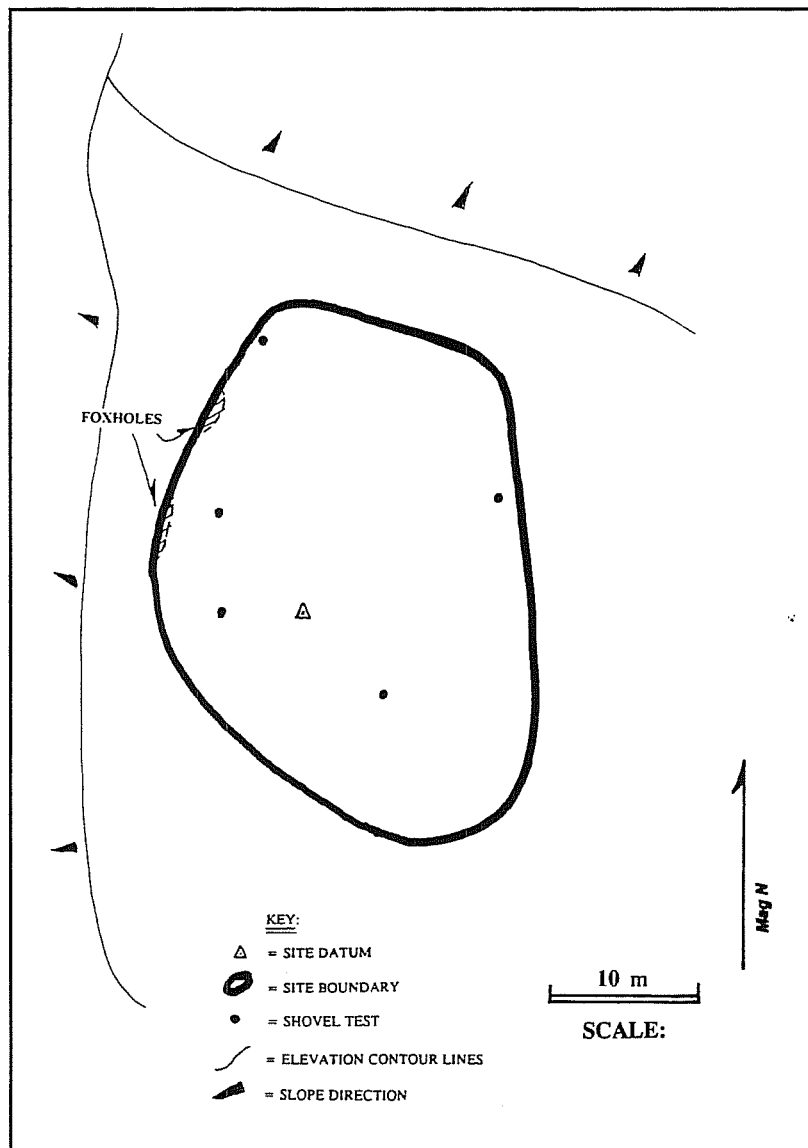 FOXHOLES
KEY:
= SITE DATUM
= SITE BOUNDARY
= SHOVEL TEST
= ELEVATION CONTOUR LINES
= SLOPE DIRECTION
10 m
SCALE:
Mag N